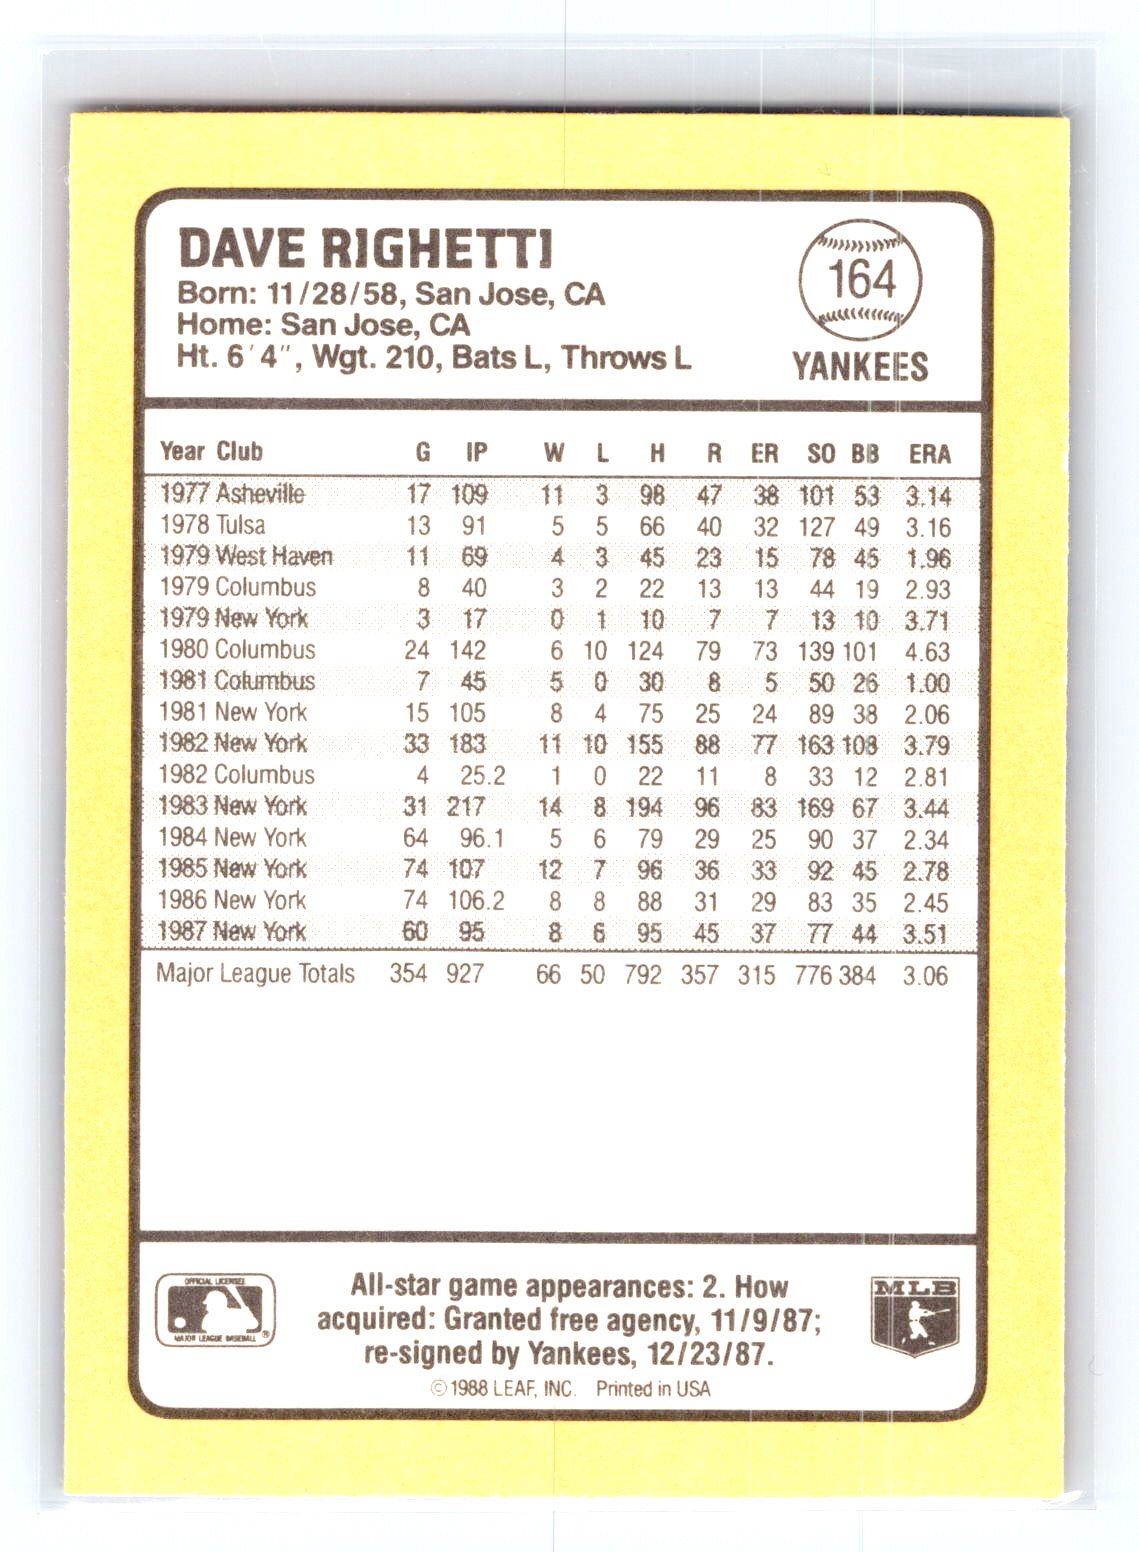 DAVE RIGHETTI
Born: 11/28/58, San Jose, CA
Home: San Jose, CA
Ht. 6'4", Wgt. 210, Bats L, Throws L
164
YANKEES
Year Club G IP W L H R ER SO BB ERA
1977 Asheville 17 109 11 3 98 47 38 101 53 3.14
1978 Tulsa 13 91 5 5 66 40 32 127 49 3.16
1979 West Haven 11 69 4 3 45 23 15 78 45 1.96
1979 Columbus 8 40 3 2 22 13 13 44 19 2.93
1979 New York 3 17 0 1 10 7 7 13 10 3.71
1980 Columbus 24 142 6 10 124 79 73 139 101 4.63
1981 Columbus 7 45 5 0 30 8 5 50 26 1.00
1981 New York 15 105 8 4 75 25 24 89 38 2.06
1982 New York 33 183 11 10 155 88 77 163 108 3.79
1982 Columbus 4 25.2 1 0 22 11 8 33 12 2.81
1983 New York 31 217 14 8 194 96 83 169 67 3.44
1984 New York 64 96.1 5 6 79 29 25 90 37 2.34
1985 New York 74 107 12 7 96 36 33 92 45 2.78
1986 New York 74 106.2 8 8 88 31 29 83 35 2.45
1987 New York 60 95 8 6 95 45 37 77 44 3.51
Major League Totals 354 927 66 50 792 357 315 776 384 3.06
OFFICIAL LICENSEE
MAJOR LEAGUE BASEBALL ®
All-star game appearances: 2. How
acquired: Granted free agency, 11/9/87;
re-signed by Yankees, 12/23/87.
© 1988 LEAF, INC. Printed in USA
MLB